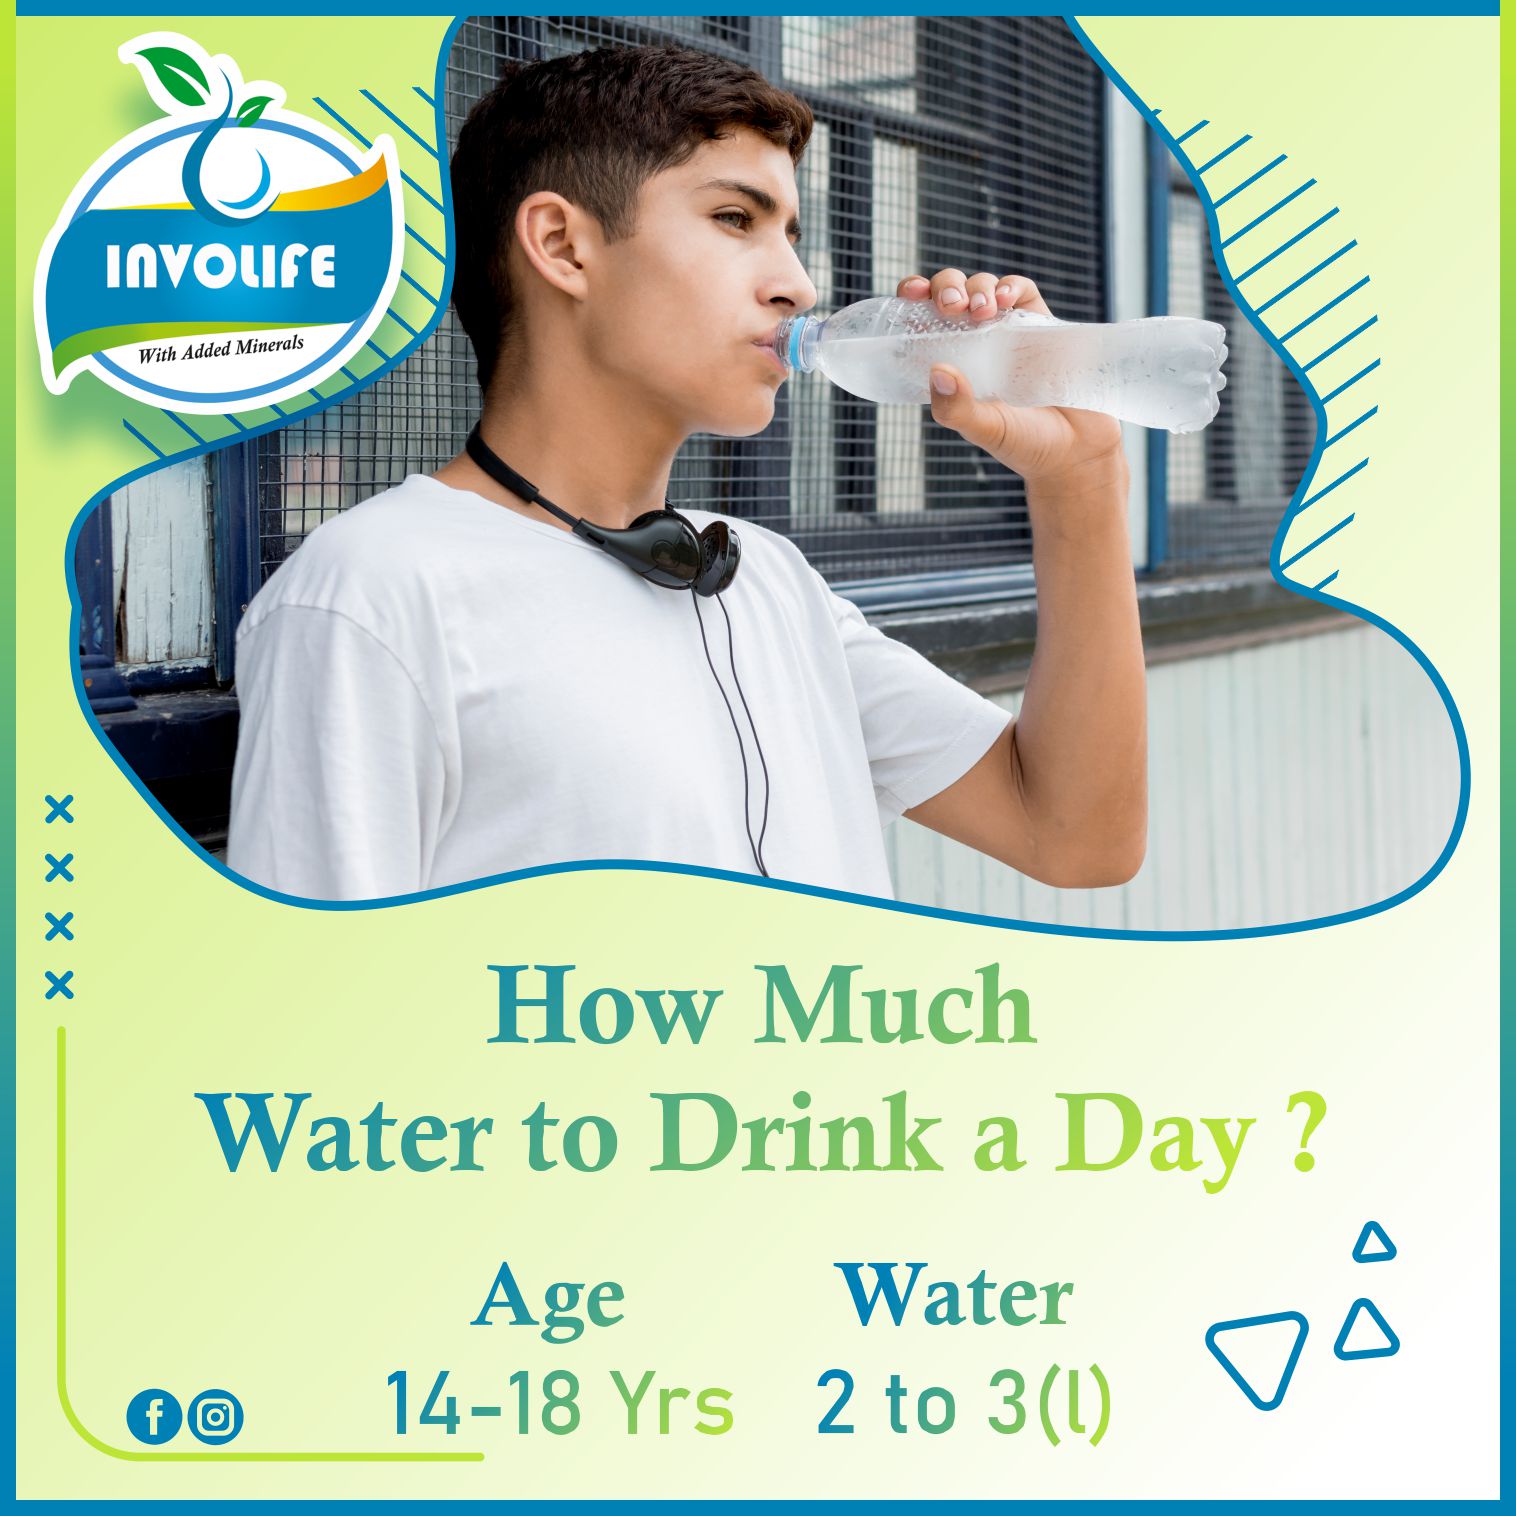 INVOLIFE
With Added Minerals
How Much
Water to Drink a Day ?
Age Water
14-18 Yrs 2 to 3(l)